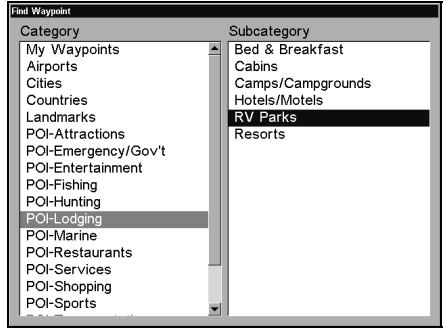 Find Waypoint
Category
My Waypoints
Airports
Cities
Countries
Landmarks
POI-Attractions
POI-Emergency/Gov't
POI-Entertainment
POI-Fishing
POI-Hunting
POI-Lodging
POI-Marine
POI-Restaurants
POI-Services
POI-Shopping
POI-Sports
Subcategory
Bed & Breakfast
Cabins
Camps/Campgrounds
Hotels/Motels
RV Parks
Resorts